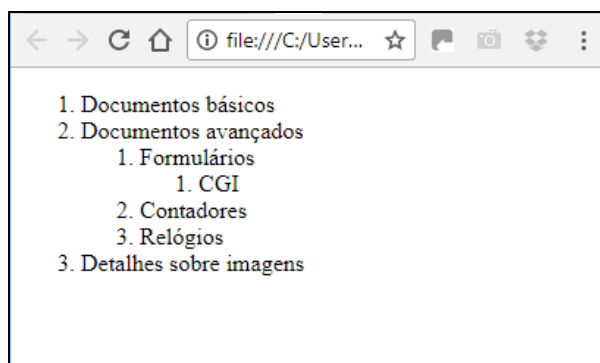 file:///C:/User...
1. Documentos básicos
2. Documentos avançados
1. Formulários
1. CGI
2. Contadores
3. Relógios
3. Detalhes sobre imagens